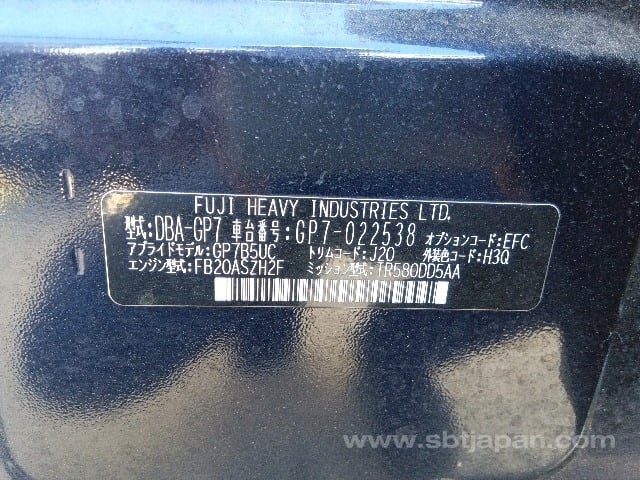 FUJI HEAVY INDUSTRIES LTD.
型式:DBA-GP7 車台番号:GP7-022538 オプションコード:EFC
アプライドモデル:GP7B5UC トリムコード:J20 外装色コード:H3Q
エンジン型式:FB20ASZH2F ミッション型式:TR580DD5AA
www.sbtjapan.com